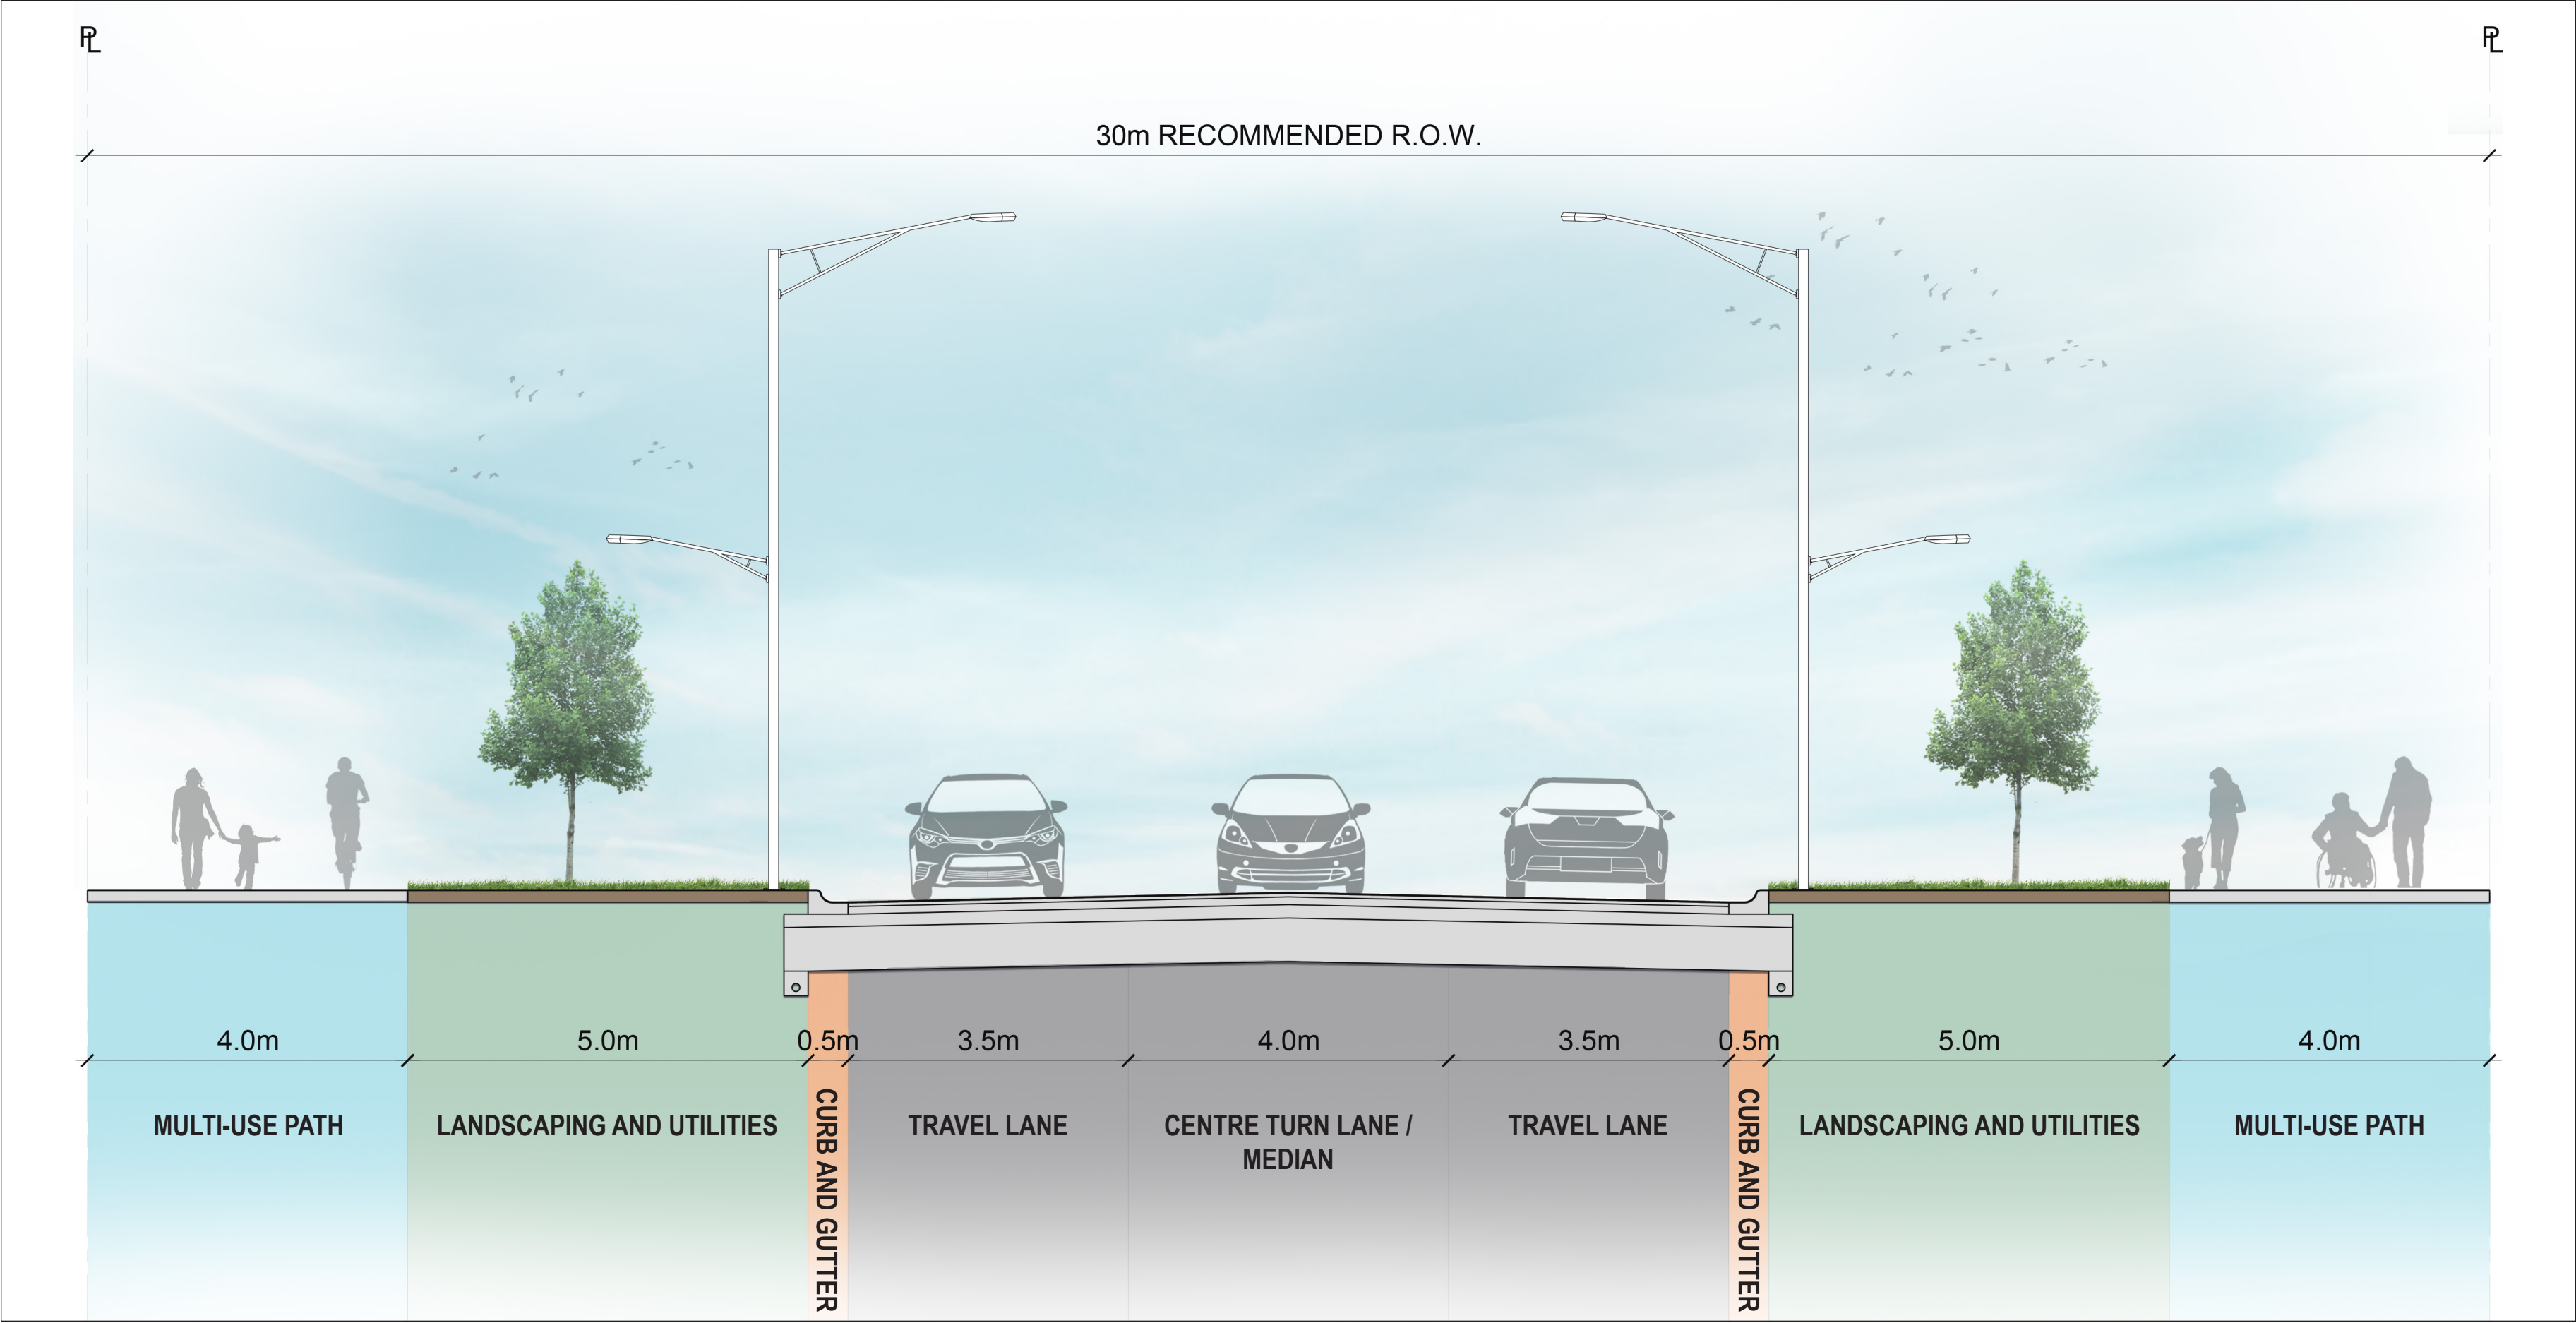 PL
PL
30m RECOMMENDED R.O.W.
4.0m
5.0m
0.5m
3.5m
4.0m
3.5m
0.5m
5.0m
4.0m
MULTI-USE PATH
LANDSCAPING AND UTILITIES
CURB AND GUTTER
TRAVEL LANE
CENTRE TURN LANE /
MEDIAN
TRAVEL LANE
CURB AND GUTTER
LANDSCAPING AND UTILITIES
MULTI-USE PATH